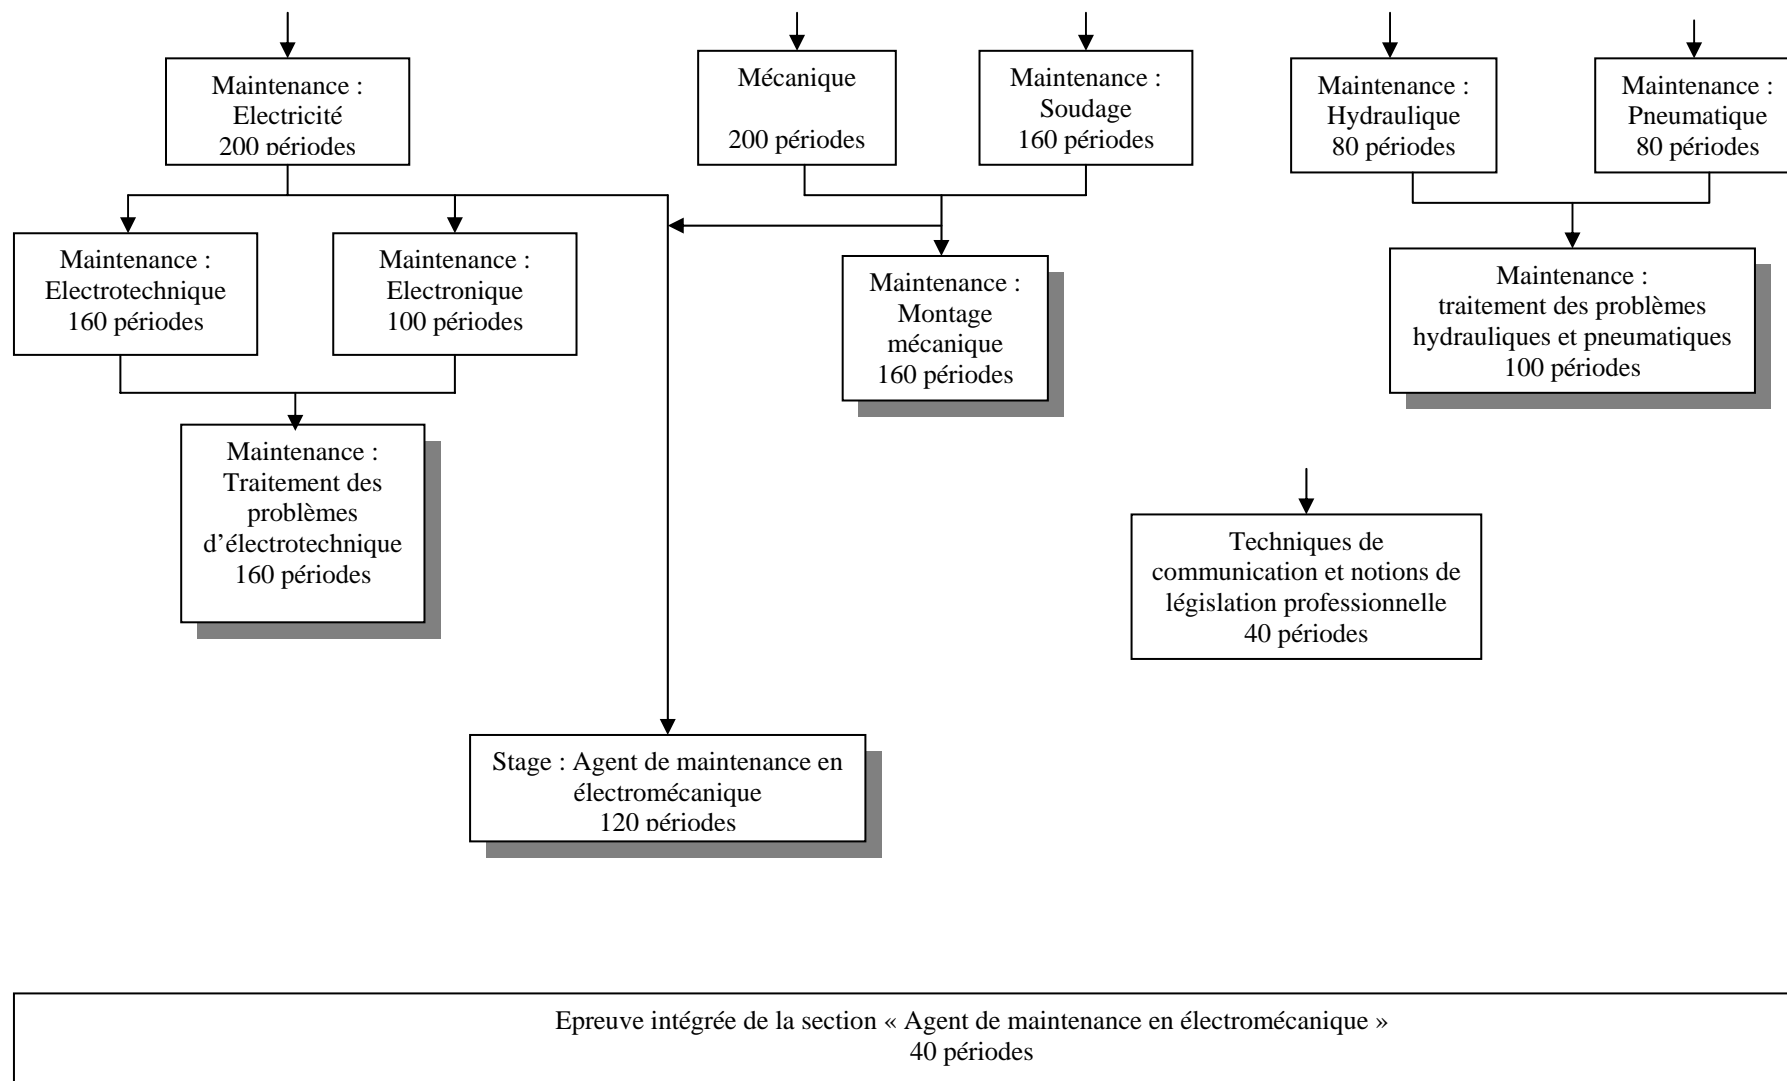 Maintenance :
Electricité
200 périodes
Mécanique
200 périodes
Maintenance :
Soudage
160 périodes
Maintenance :
Hydraulique
80 périodes
Maintenance :
Pneumatique
80 périodes
Maintenance :
Electrotechnique
160 périodes
Maintenance :
Electronique
100 périodes
Maintenance :
Montage
mécanique
160 périodes
Maintenance :
traitement des problèmes
hydrauliques et pneumatiques
100 périodes
Maintenance :
Traitement des
problèmes
d’électrotechnique
160 périodes
Techniques de
communication et notions de
législation professionnelle
40 périodes
Stage : Agent de maintenance en
électromécanique
120 périodes
Epreuve intégrée de la section « Agent de maintenance en électromécanique »
40 périodes